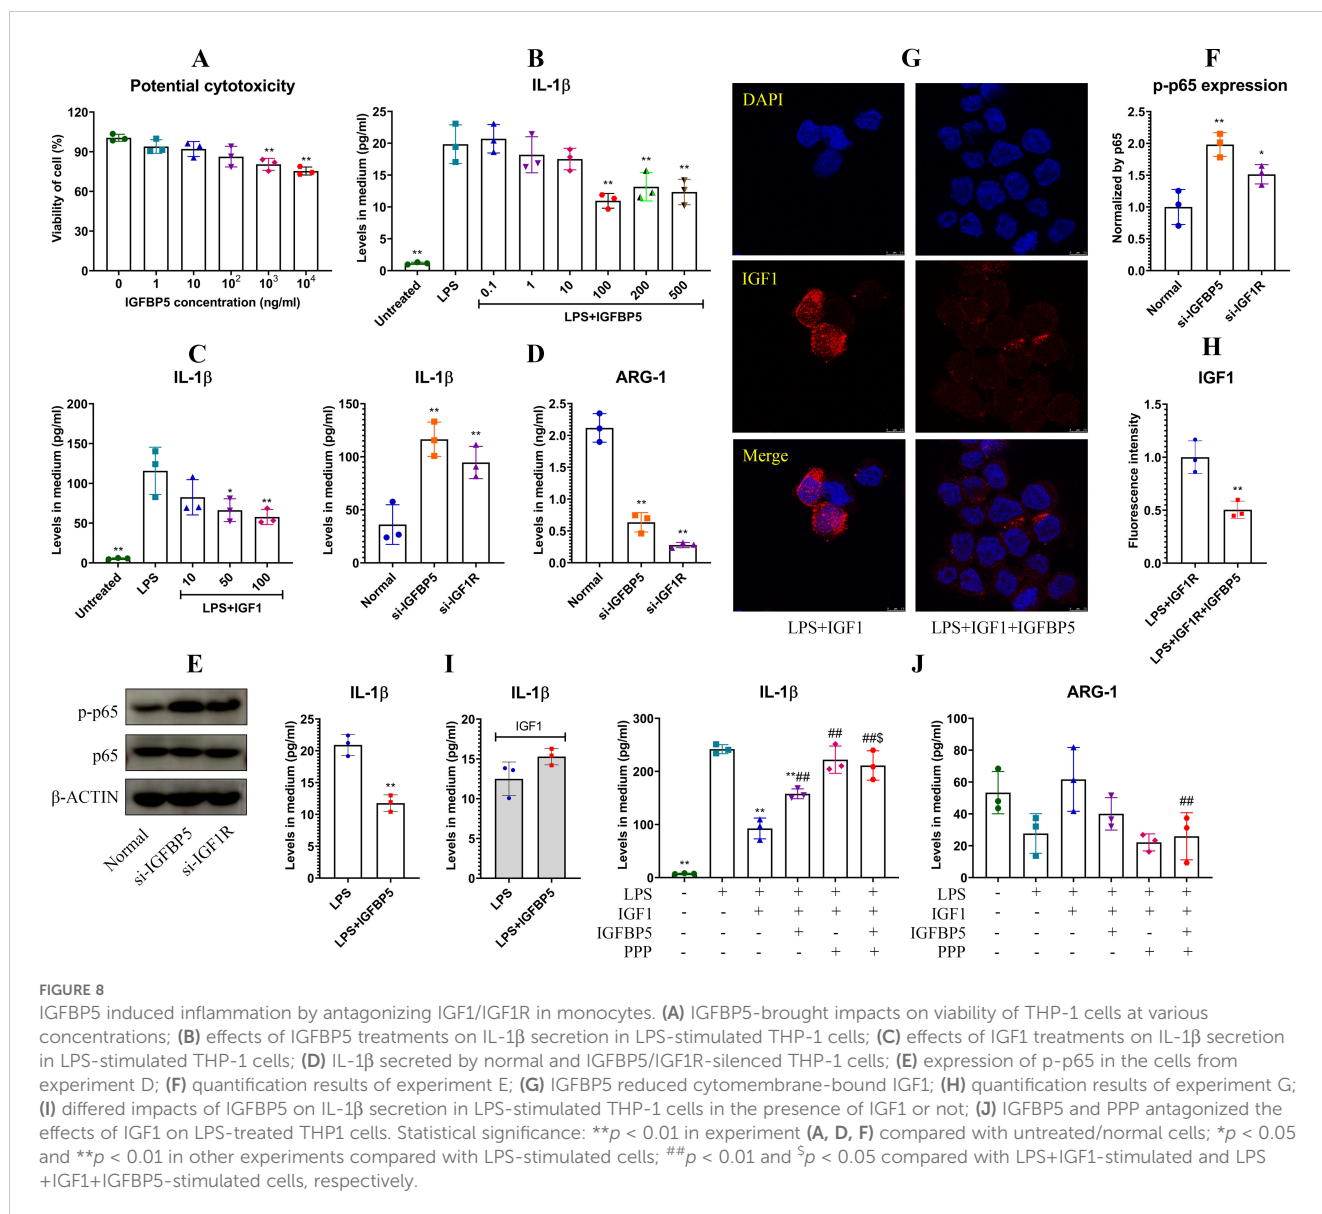 A
Potential cytotoxicity
Viability of cell (%)
120
90
60
30
0
0 1 10 10² 10³ 10⁴
** **
IGFBP5 concentration (ng/ml)
B
IL-1β
Levels in medium (pg/ml)
25
20
15
10
5
0
** ** ** **
Untreated LPS 0.1 1 10 100 200 500
LPS+IGFBP5
G
DAPI
IGF1
Merge
LPS+IGF1 LPS+IGF1+IGFBP5
F
p-p65 expression
Normalized by p65
2.5
2.0
1.5
1.0
0.5
0.0
** *
Normal si-IGFBP5 si-IGF1R
C
IL-1β
Levels in medium (pg/ml)
200
150
100
50
0
** * **
Untreated LPS 10 50 100
LPS+IGF1
D
IL-1β
Levels in medium (pg/ml)
150
100
50
0
** **
Normal si-IGFBP5 si-IGF1R
ARG-1
Levels in medium (ng/ml)
2.5
2.0
1.5
1.0
0.5
0.0
** **
Normal si-IGFBP5 si-IGF1R
H
IGF1
Fluorescence intensity
1.5
1.0
0.5
0.0
**
LPS+IGF1R LPS+IGF1R+IGFBP5
E
p-p65
p65
β-ACTIN
Normal si-IGFBP5 si-IGF1R
I
IL-1β
Levels in medium (pg/ml)
25
20
15
10
5
0
**
LPS LPS+IGFBP5
IL-1β
IGF1
Levels in medium (pg/ml)
20
15
10
5
0
LPS LPS+IGFBP5
J
IL-1β
Levels in medium (pg/ml)
300
200
100
0
** ** **## ## ##$
LPS - + + + + +
IGF1 - - + + + +
IGFBP5 - - - + - +
PPP - - - - + +
ARG-1
Levels in medium (pg/ml)
100
80
60
40
20
0
##
LPS - + + + + +
IGF1 - - + + + +
IGFBP5 - - - + - +
PPP - - - - + +
FIGURE 8
IGFBP5 induced inflammation by antagonizing IGF1/IGF1R in monocytes. (A) IGFBP5-brought impacts on viability of THP-1 cells at various
concentrations; (B) effects of IGFBP5 treatments on IL-1β secretion in LPS-stimulated THP-1 cells; (C) effects of IGF1 treatments on IL-1β secretion
in LPS-stimulated THP-1 cells; (D) IL-1β secreted by normal and IGFBP5/IGF1R-silenced THP-1 cells; (E) expression of p-p65 in the cells from
experiment D; (F) quantification results of experiment E; (G) IGFBP5 reduced cytomembrane-bound IGF1; (H) quantification results of experiment G;
(I) differed impacts of IGFBP5 on IL-1β secretion in LPS-stimulated THP-1 cells in the presence of IGF1 or not; (J) IGFBP5 and PPP antagonized the
effects of IGF1 on LPS-treated THP1 cells. Statistical significance: **p < 0.01 in experiment (A, D, F) compared with untreated/normal cells; *p < 0.05
and **p < 0.01 in other experiments compared with LPS-stimulated cells; ##p < 0.01 and $p < 0.05 compared with LPS+IGF1-stimulated and LPS
+IGF1+IGFBP5-stimulated cells, respectively.